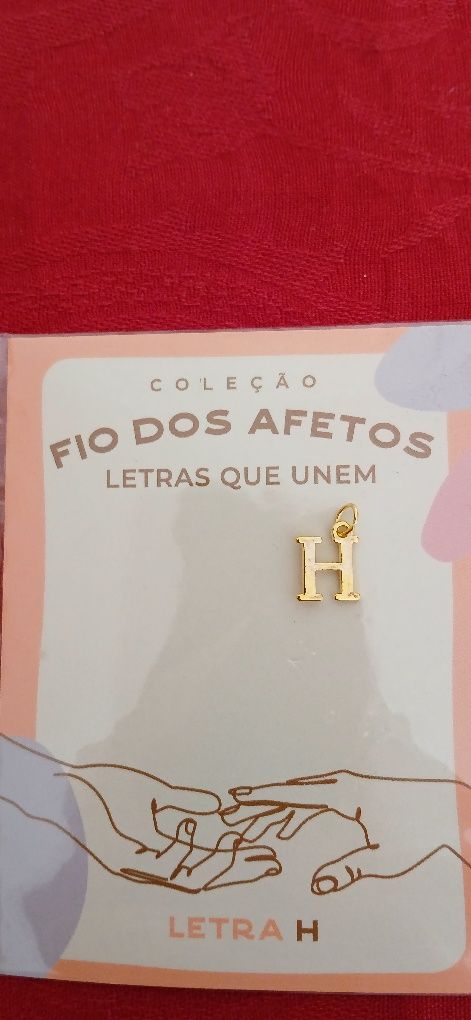 COLEÇÃO
FIO DOS AFETOS
LETRAS QUE UNEM
H
LETRA H